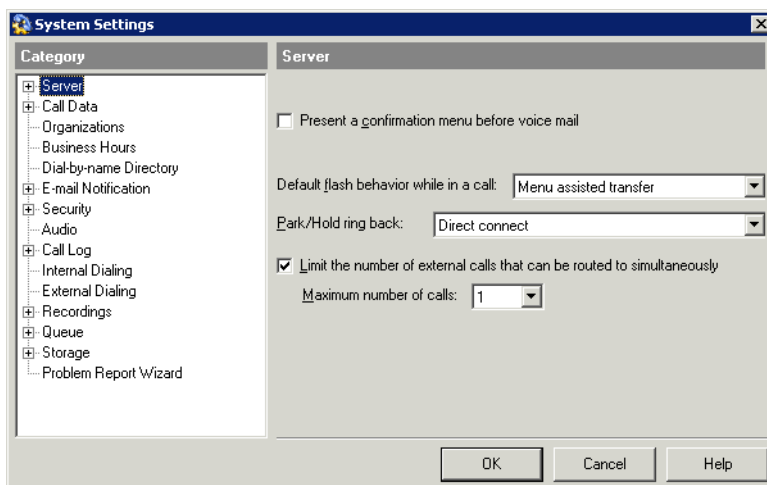 System Settings
Category
Server
Server
Call Data
Organizations
Business Hours
Dial-by-name Directory
E-mail Notification
Security
Audio
Call Log
Internal Dialing
External Dialing
Recordings
Queue
Storage
Problem Report Wizard
Present a confirmation menu before voice mail
Default flash behavior while in a call: Menu assisted transfer
Park/Hold ring back: Direct connect
Limit the number of external calls that can be routed to simultaneously
Maximum number of calls: 1
OK Cancel Help